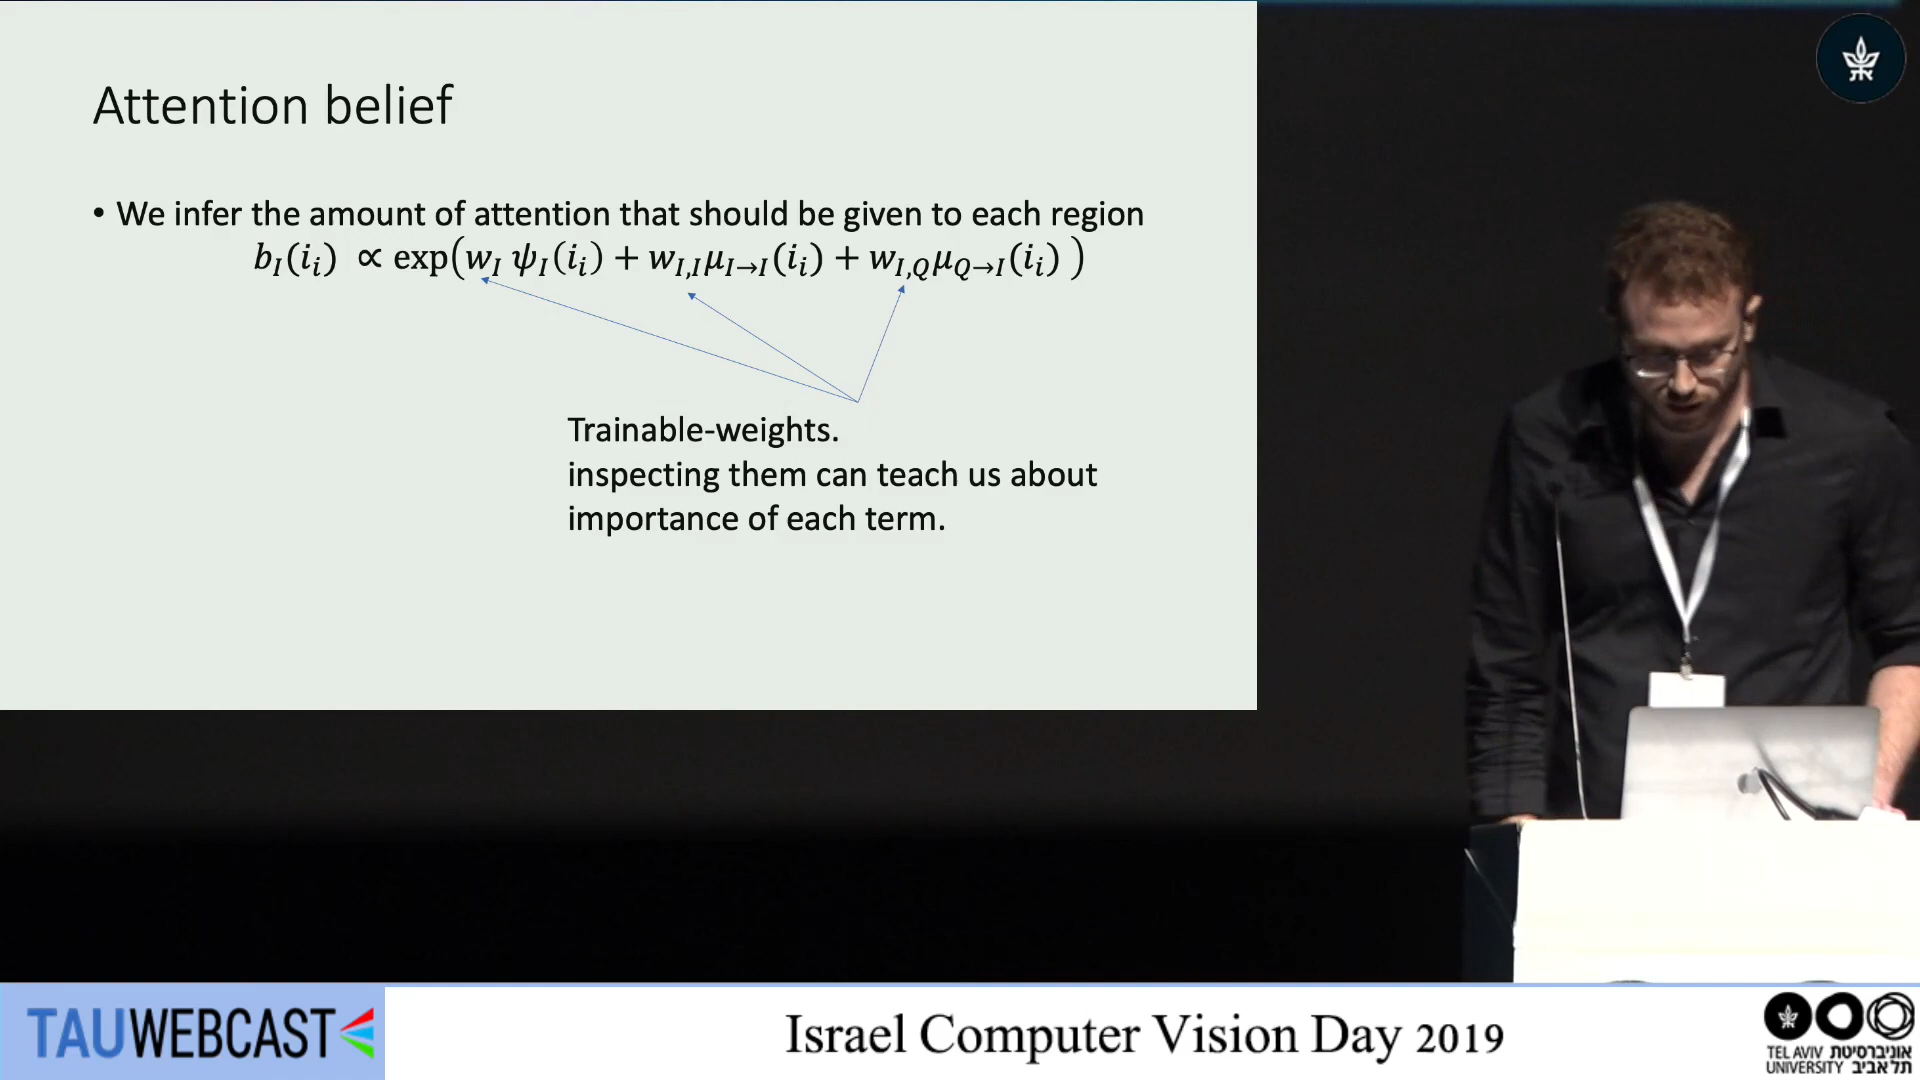 Attention belief
• We infer the amount of attention that should be given to each region
b_I(i_i) ∝ exp(w_I ψ_I(i_i) + w_{I,I}μ_{I→I}(i_i) + w_{I,Q}μ_{Q→I}(i_i) )
Trainable-weights.
inspecting them can teach us about
importance of each term.
TAUWEBCAST
Israel Computer Vision Day 2019
TEL AVIV אוניברסיטת
UNIVERSITY תל אביב